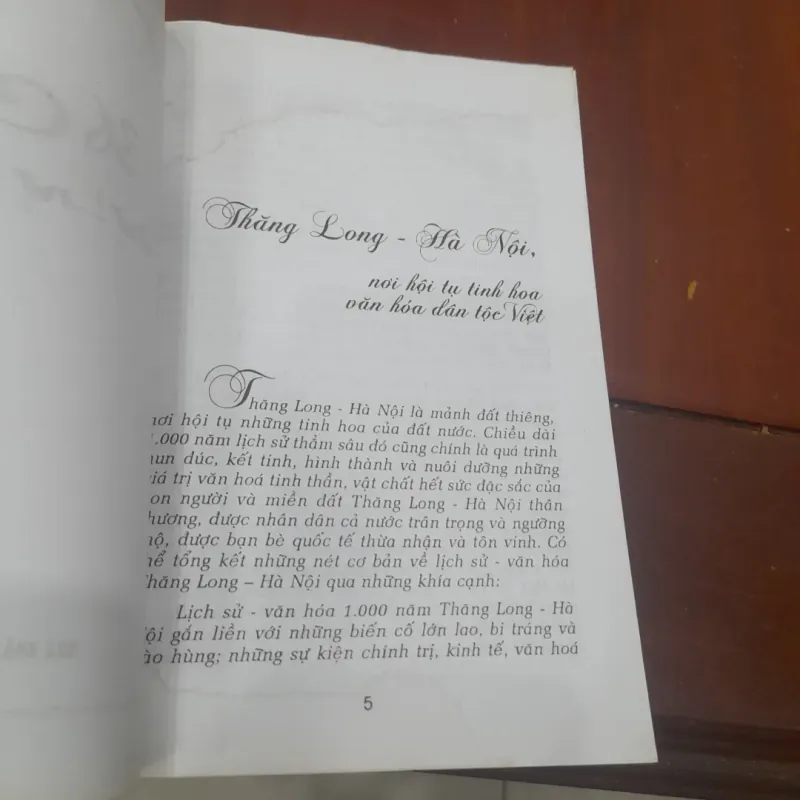 Thăng Long - Hà Nội,
nơi hội tụ tinh hoa
văn hóa dân tộc Việt
Thăng Long - Hà Nội là mảnh đất thiêng,
nơi hội tụ những tinh hoa của đất nước. Chiều dài
.000 năm lịch sử thẳm sâu đó cũng chính là quá trình
un đúc, kết tinh, hình thành và nuôi dưỡng những
iá trị văn hoá tinh thần, vật chất hết sức đặc sắc của
on người và miền đất Thăng Long - Hà Nội thân
hương, được nhân dân cả nước trân trọng và ngưỡng
ộ, được bạn bè quốc tế thừa nhận và tôn vinh. Có
hể tổng kết những nét cơ bản về lịch sử - văn hóa
Thăng Long – Hà Nội qua những khía cạnh:
Lịch sử - văn hóa 1.000 năm Thăng Long - Hà
ội gắn liền với những biến cố lớn lao, bi tráng và
ào hùng; những sự kiện chính trị, kinh tế, văn hoá
5